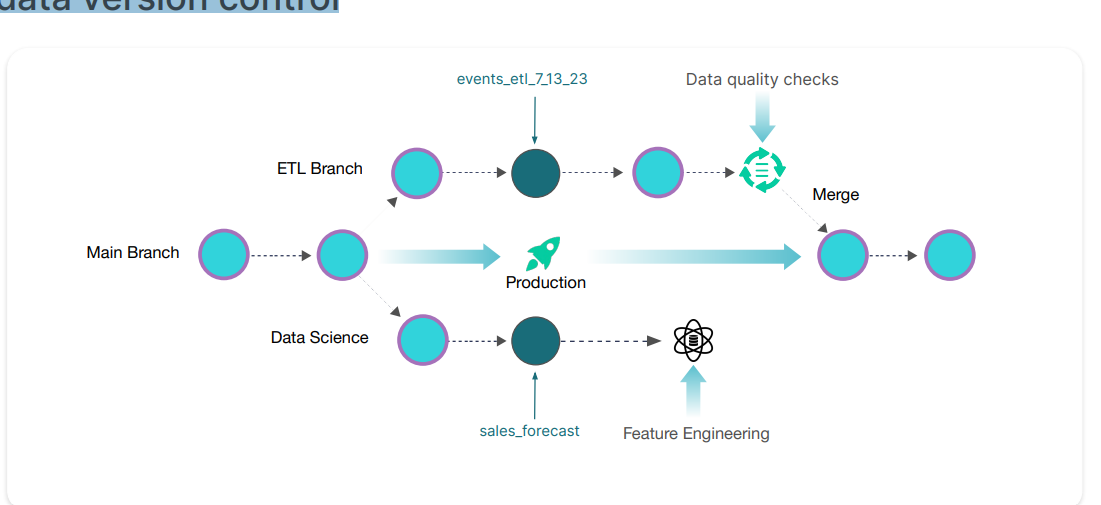 data version control
events_etl_7_13_23
Data quality checks
ETL Branch
Merge
Main Branch
Production
Data Science
sales_forecast
Feature Engineering